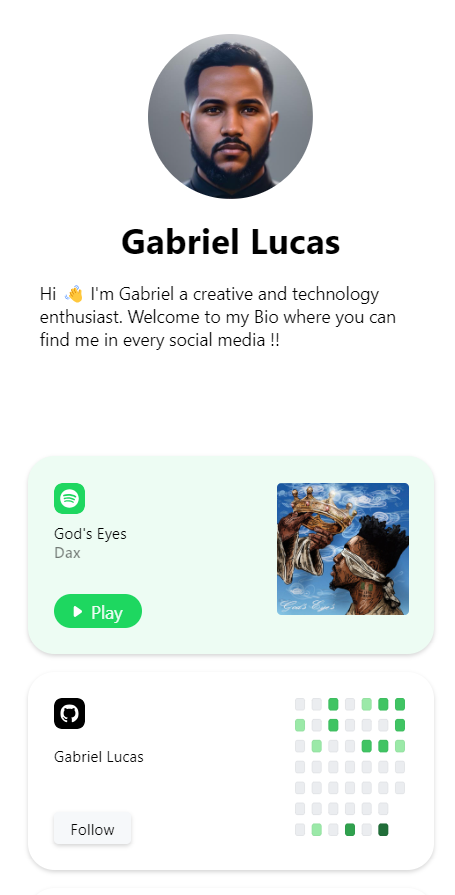 Gabriel Lucas
Hi 👋 I'm Gabriel a creative and technology
enthusiast. Welcome to my Bio where you can
find me in every social media !!
God's Eyes
Dax
Play
God's Eyes
Gabriel Lucas
Follow